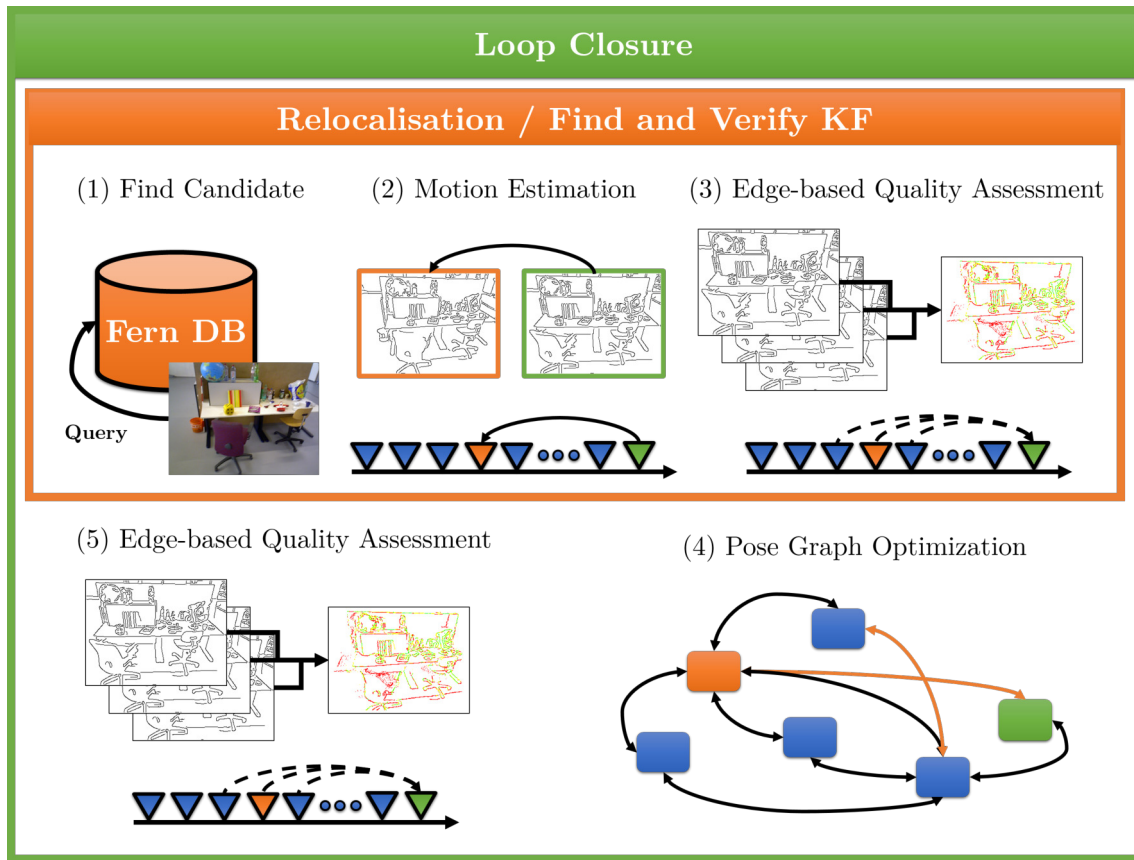 Loop Closure
Relocalisation / Find and Verify KF
(1) Find Candidate
(2) Motion Estimation
(3) Edge-based Quality Assessment
Fern DB
Query
(5) Edge-based Quality Assessment
(4) Pose Graph Optimization